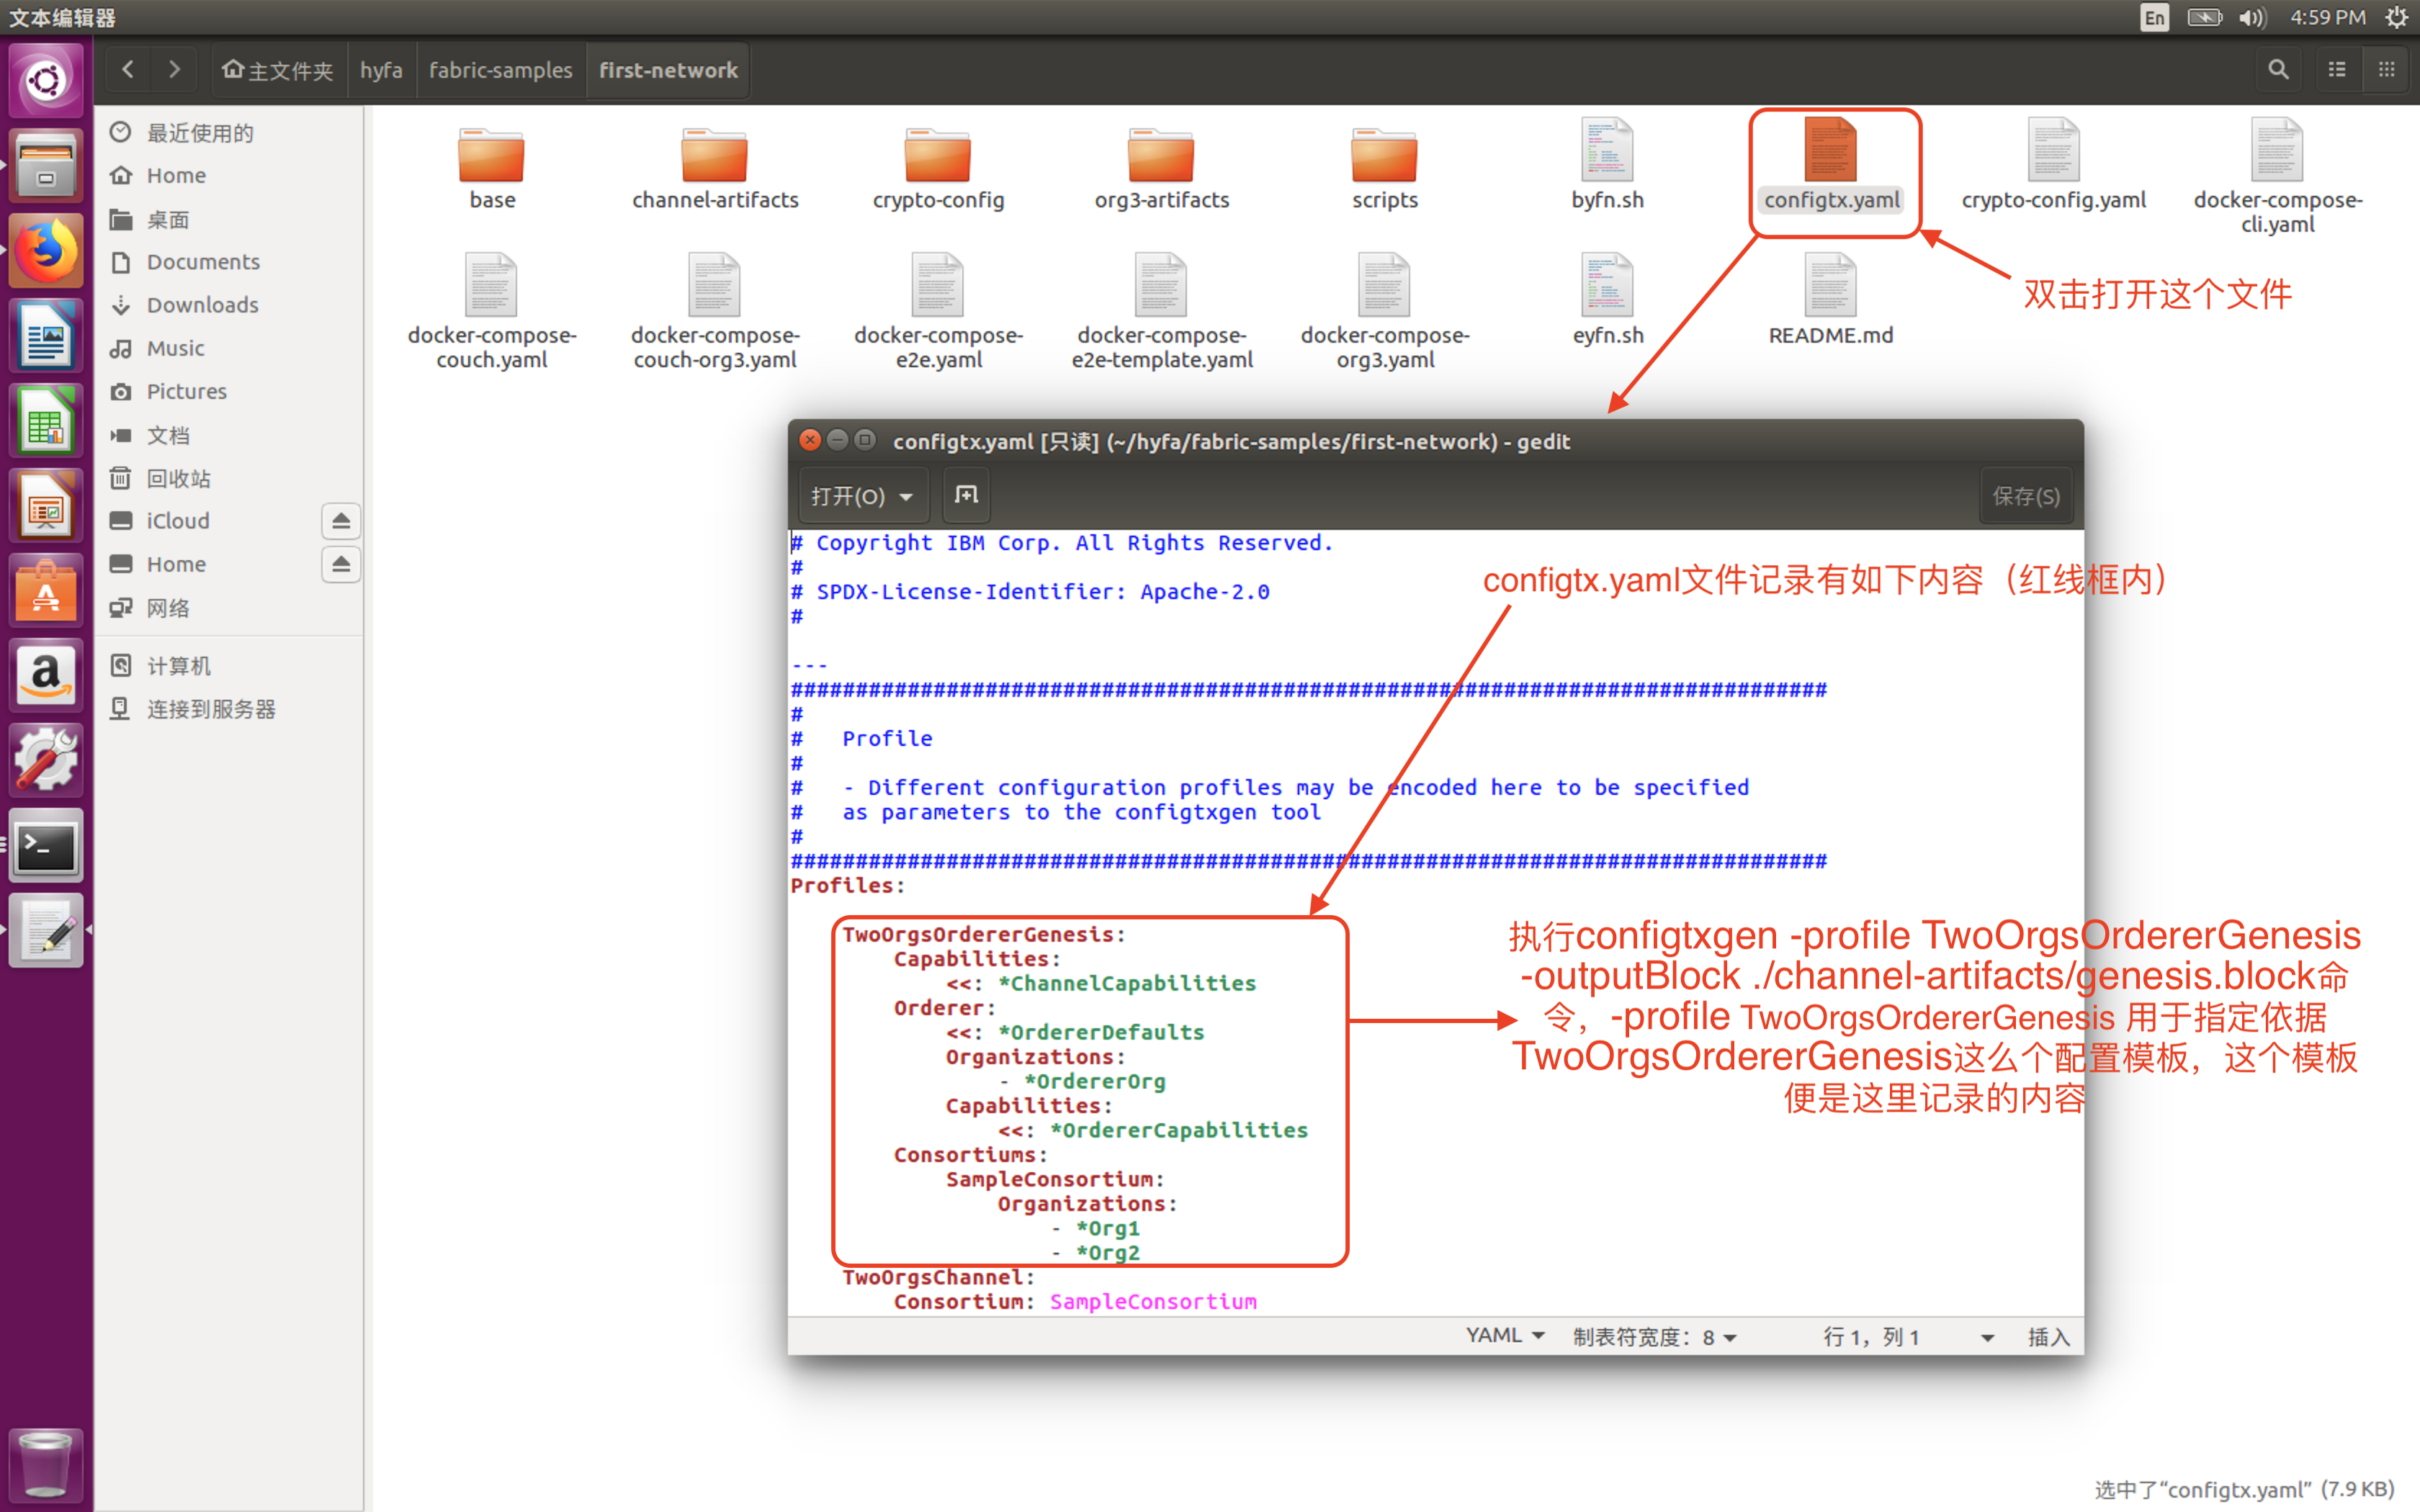 文本编辑器
En
4:59 PM
主文件夹
hyfa
fabric-samples
first-network
最近使用的
Home
桌面
Documents
Downloads
Music
Pictures
文档
回收站
iCloud
Home
网络
计算机
连接到服务器
base
channel-artifacts
crypto-config
org3-artifacts
scripts
byfn.sh
configtx.yaml
crypto-config.yaml
docker-compose-
cli.yaml
docker-compose-
couch.yaml
docker-compose-
couch-org3.yaml
docker-compose-
e2e.yaml
docker-compose-
e2e-template.yaml
docker-compose-
org3.yaml
eyfn.sh
README.md
双击打开这个文件
configtx.yaml [只读] (~/hyfa/fabric-samples/first-network) - gedit
打开(O)
保存(S)
# Copyright IBM Corp. All Rights Reserved.
#
# SPDX-License-Identifier: Apache-2.0
#
---
################################################################################
#
#   Profile
#
#   - Different configuration profiles may be encoded here to be specified
#   as parameters to the configtxgen tool
#
################################################################################
Profiles:
    TwoOrgsOrdererGenesis:
        Capabilities:
            <<: *ChannelCapabilities
        Orderer:
            <<: *OrdererDefaults
            Organizations:
                - *OrdererOrg
            Capabilities:
                <<: *OrdererCapabilities
        Consortiums:
            SampleConsortium:
                Organizations:
                    - *Org1
                    - *Org2
    TwoOrgsChannel:
        Consortium: SampleConsortium
configtx.yaml文件记录有如下内容（红线框内）
执行configtxgen -profile TwoOrgsOrdererGenesis
-outputBlock ./channel-artifacts/genesis.block命
令，-profile TwoOrgsOrdererGenesis 用于指定依据
TwoOrgsOrdererGenesis这么个配置模板，这个模板
便是这里记录的内容
YAML
制表符宽度：8
行 1，列 1
插入
选中了“configtx.yaml” (7.9 KB)